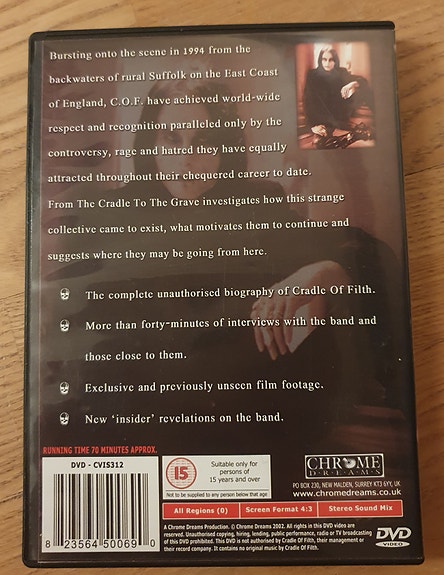 Bursting onto the scene in 1994 from the
backwaters of rural Suffolk on the East Coast
of England, C.O.F. have achieved world-wide
respect and recognition paralleled only by the
controversy, rage and hatred they have equally
attracted throughout their chequered career to date.
From The Cradle To The Grave investigates how this strange
collective came to exist, what motivates them to continue and
suggests where they may be going from here.
The complete unauthorised biography of Cradle Of Filth.
More than forty-minutes of interviews with the band and
those close to them.
Exclusive and previously unseen film footage.
New ‘insider’ revelations on the band.
RUNNING TIME 70 MINUTES APPROX.
DVD - CVIS312
8 23564 50069 0
15
Suitable only for
persons of
15 years and over
Not to be supplied to any person below that age
CHROME
DREAMS
PO BOX 230, NEW MALDEN, SURREY KT3 6YY, UK
www.chromedreams.co.uk
All Regions (0)
Screen Format 4:3
Stereo Sound Mix
A Chrome Dreams Production. © Chrome Dreams 2002. All rights in this DVD video are
reserved. Unauthorised copying, hiring, lending, public performance, radio or TV broadcasting
of this DVD prohibited. This DVD is not authorised by Cradle Of Filth, their management or
their record company. It contains no original music by Cradle Of Filth.
DVD
VIDEO